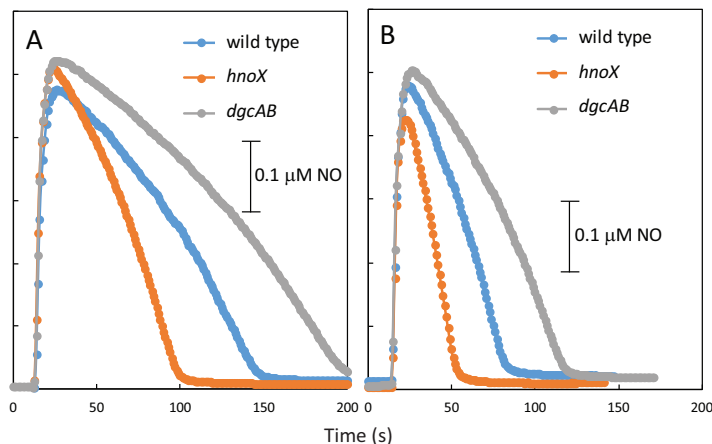 A
wild type
hnoX
dgcAB
0.1 µM NO
0 50 100 150 200
B
wild type
hnoX
dgcAB
0.1 µM NO
0 50 100 150 200
Time (s)